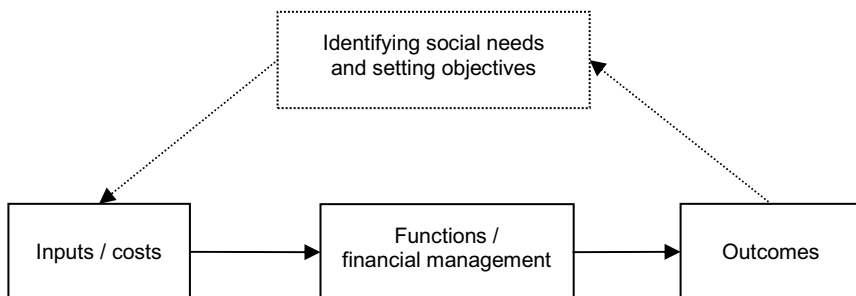 Identifying social needs
and setting objectives
Inputs / costs
Functions /
financial management
Outcomes